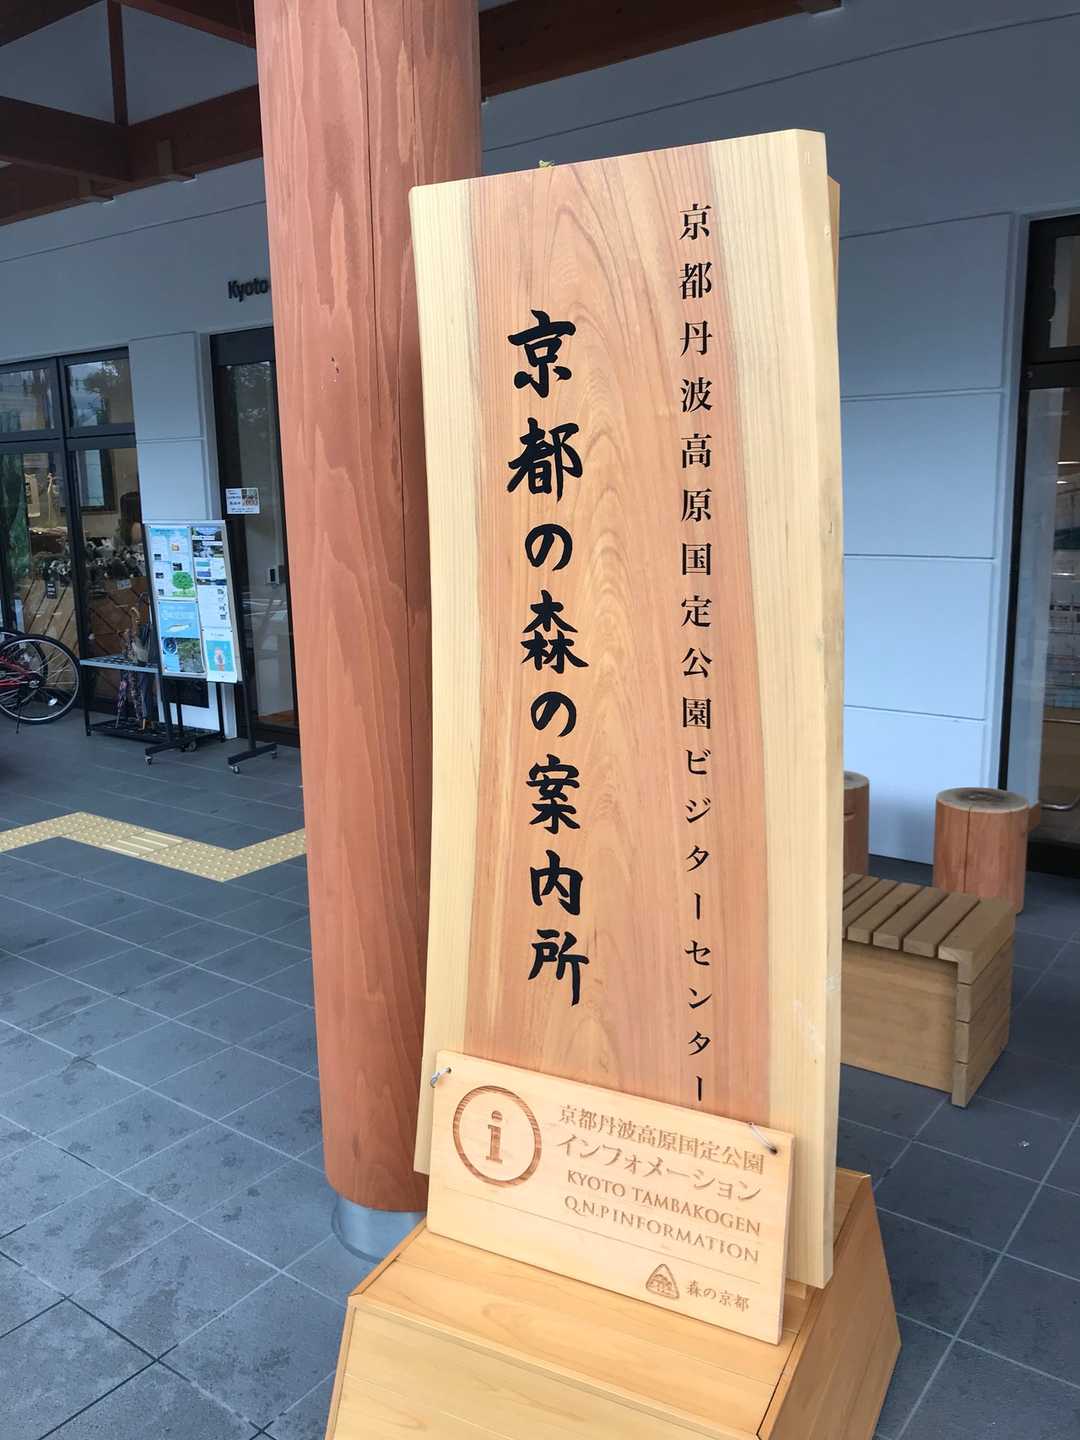 京都丹波高原国定公園ビジターセンター
京都の森の案内所
京都丹波高原国定公園
インフォメーション
KYOTO TAMBAKOGEN
Q.N.P.INFORMATION
森の京都
Kyoto